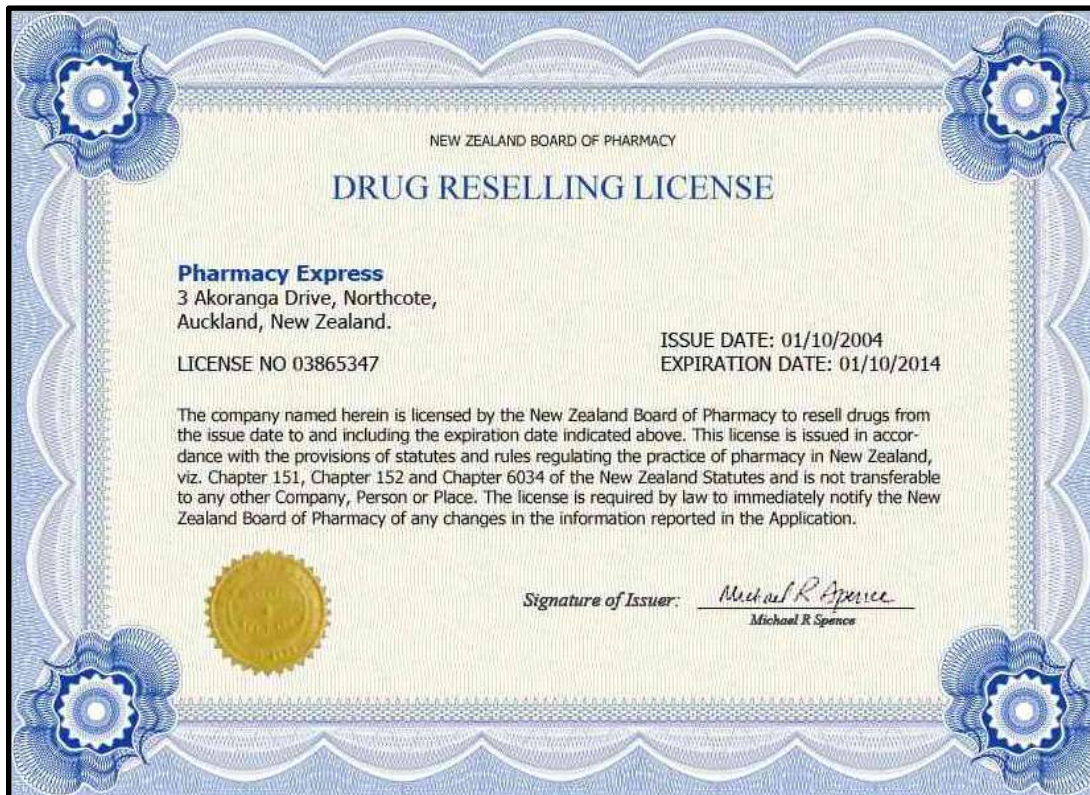 NEW ZEALAND BOARD OF PHARMACY
DRUG RESELLING LICENSE
Pharmacy Express
3 Akoranga Drive, Northcote,
Auckland, New Zealand.
LICENSE NO 03865347
ISSUE DATE: 01/10/2004
EXPIRATION DATE: 01/10/2014
The company named herein is licensed by the New Zealand Board of Pharmacy to resell drugs from
the issue date to and including the expiration date indicated above. This license is issued in accor-
dance with the provisions of statutes and rules regulating the practice of pharmacy in New Zealand,
viz. Chapter 151, Chapter 152 and Chapter 6034 of the New Zealand Statutes and is not transferable
to any other Company, Person or Place. The license is required by law to immediately notify the New
Zealand Board of Pharmacy of any changes in the information reported in the Application.
Signature of Issuer: Michael R Spence
Michael R Spence